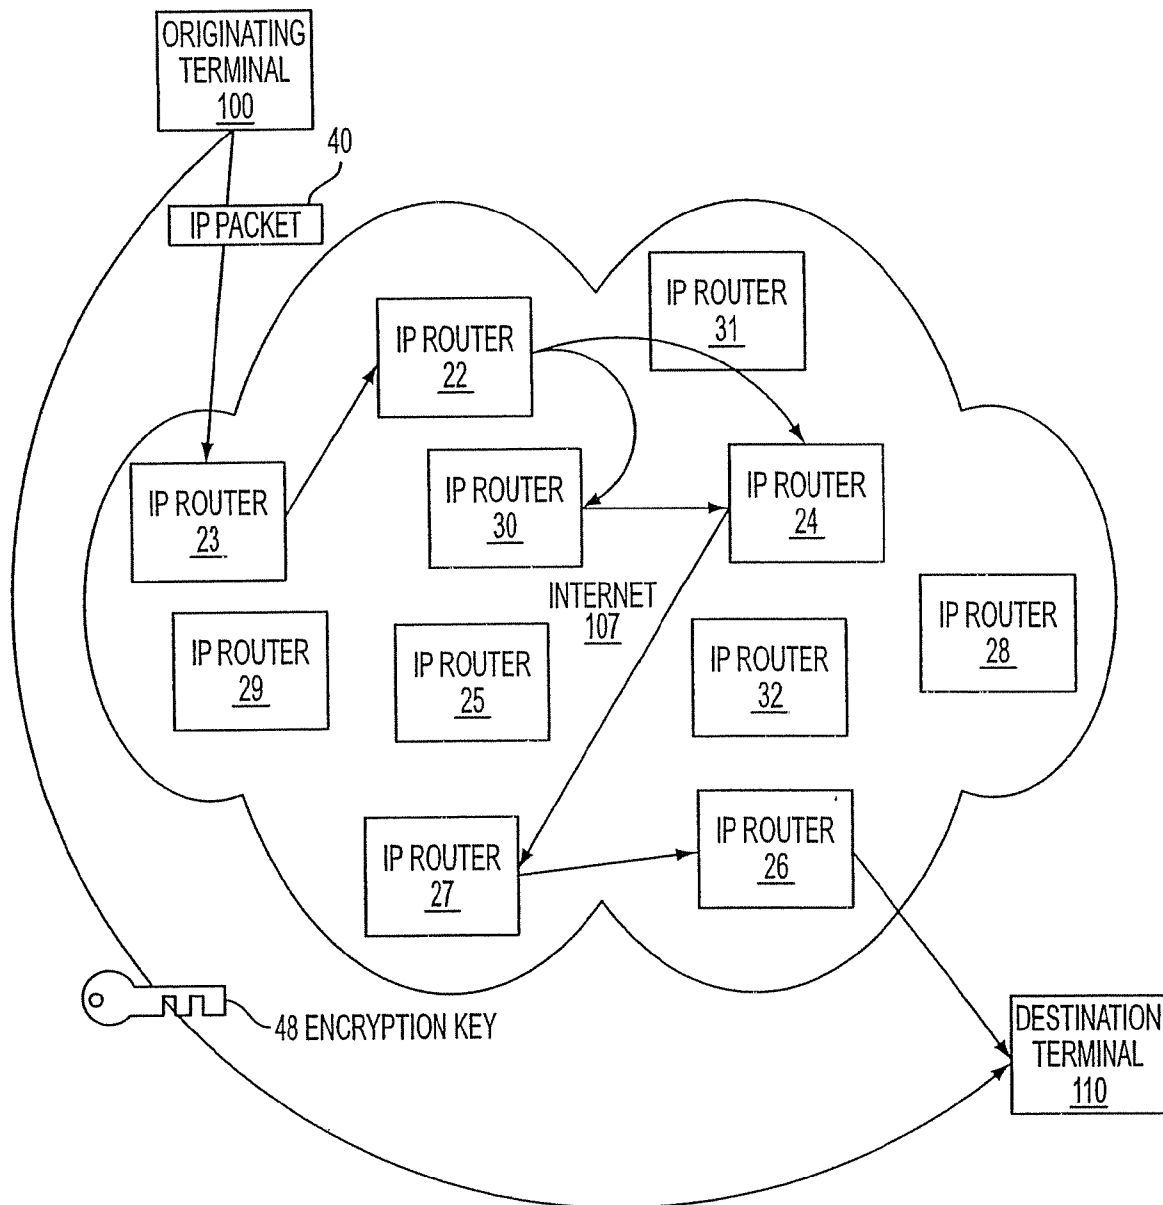 ORIGINATING
TERMINAL
100
40
IP PACKET
IP ROUTER
31
IP ROUTER
22
IP ROUTER
23
IP ROUTER
30
IP ROUTER
24
INTERNET
107
IP ROUTER
28
IP ROUTER
29
IP ROUTER
25
IP ROUTER
32
IP ROUTER
27
IP ROUTER
26
48 ENCRYPTION KEY
DESTINATION
TERMINAL
110